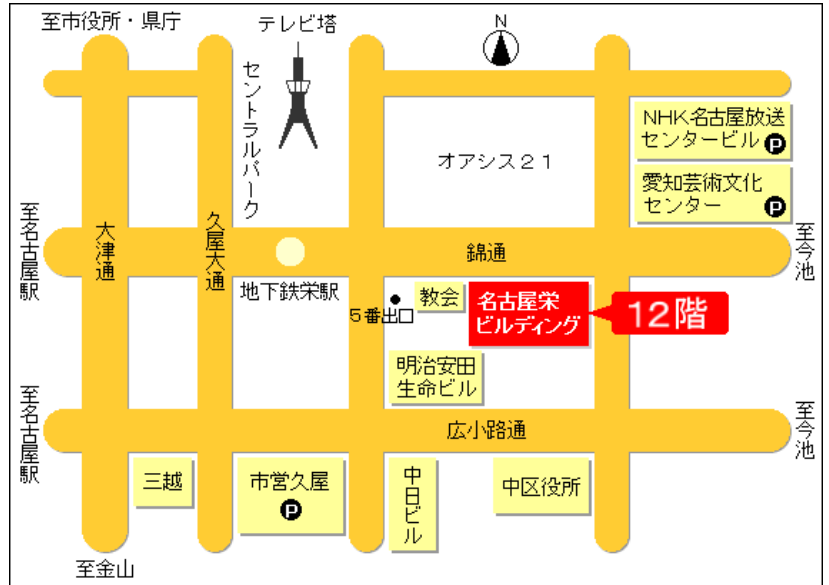 至市役所・県庁
テレビ塔
N
セントラルパーク
NHK名古屋放送
センタービル P
オアシス21
愛知芸術文化
センター P
至名古屋駅
大津通
久屋大通
錦通
至今池
地下鉄栄駅
5番出口
教会
名古屋栄
ビルディング
12階
明治安田
生命ビル
至名古屋駅
広小路通
至今池
三越
市営久屋
P
中日ビル
中区役所
至金山